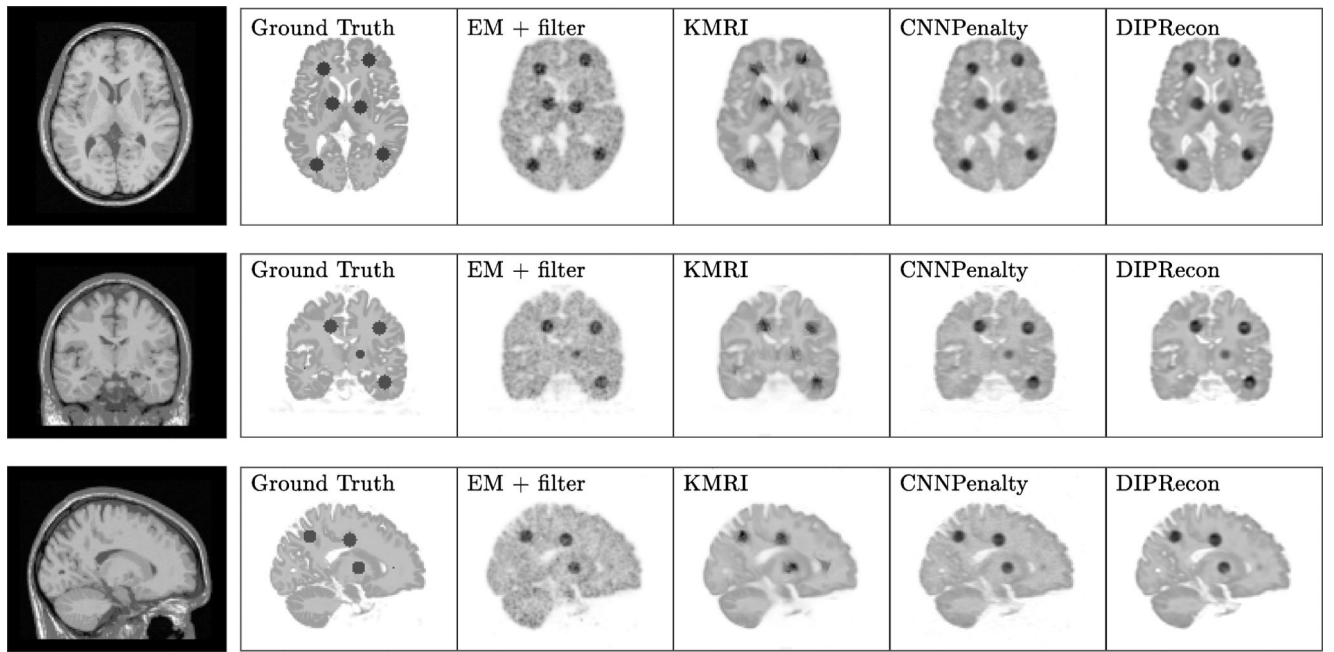 Ground Truth
EM + filter
KMRI
CNNPenalty
DIPRecon
Ground Truth
EM + filter
KMRI
CNNPenalty
DIPRecon
Ground Truth
EM + filter
KMRI
CNNPenalty
DIPRecon